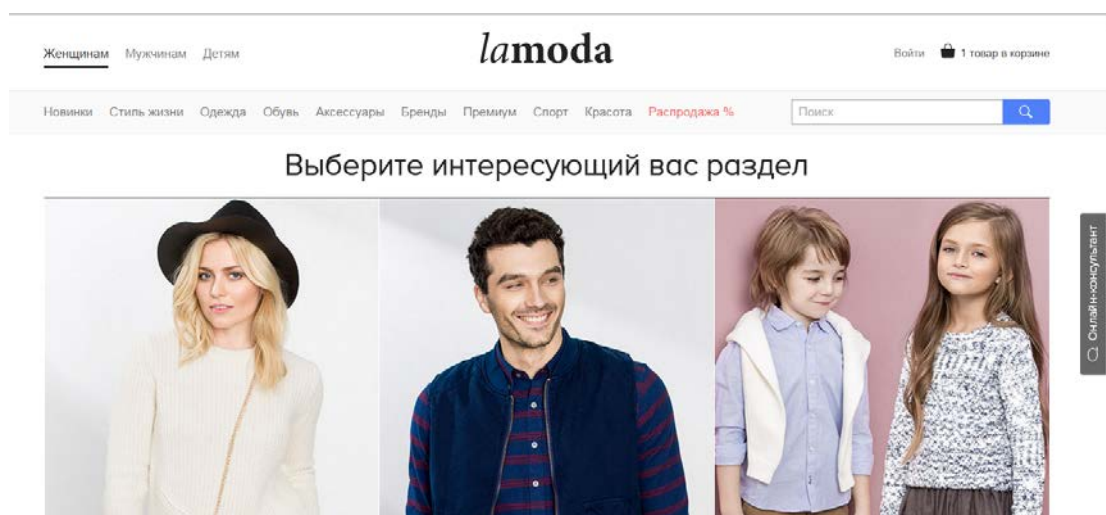 Женщинам Мужчинам Детям
lamoda
Войти 1 товар в корзине
Новинки Стиль жизни Одежда Обувь Аксессуары Бренды Премиум Спорт Красота Распродажа %
Поиск
Выберите интересующий вас раздел
Онлайн-консультант